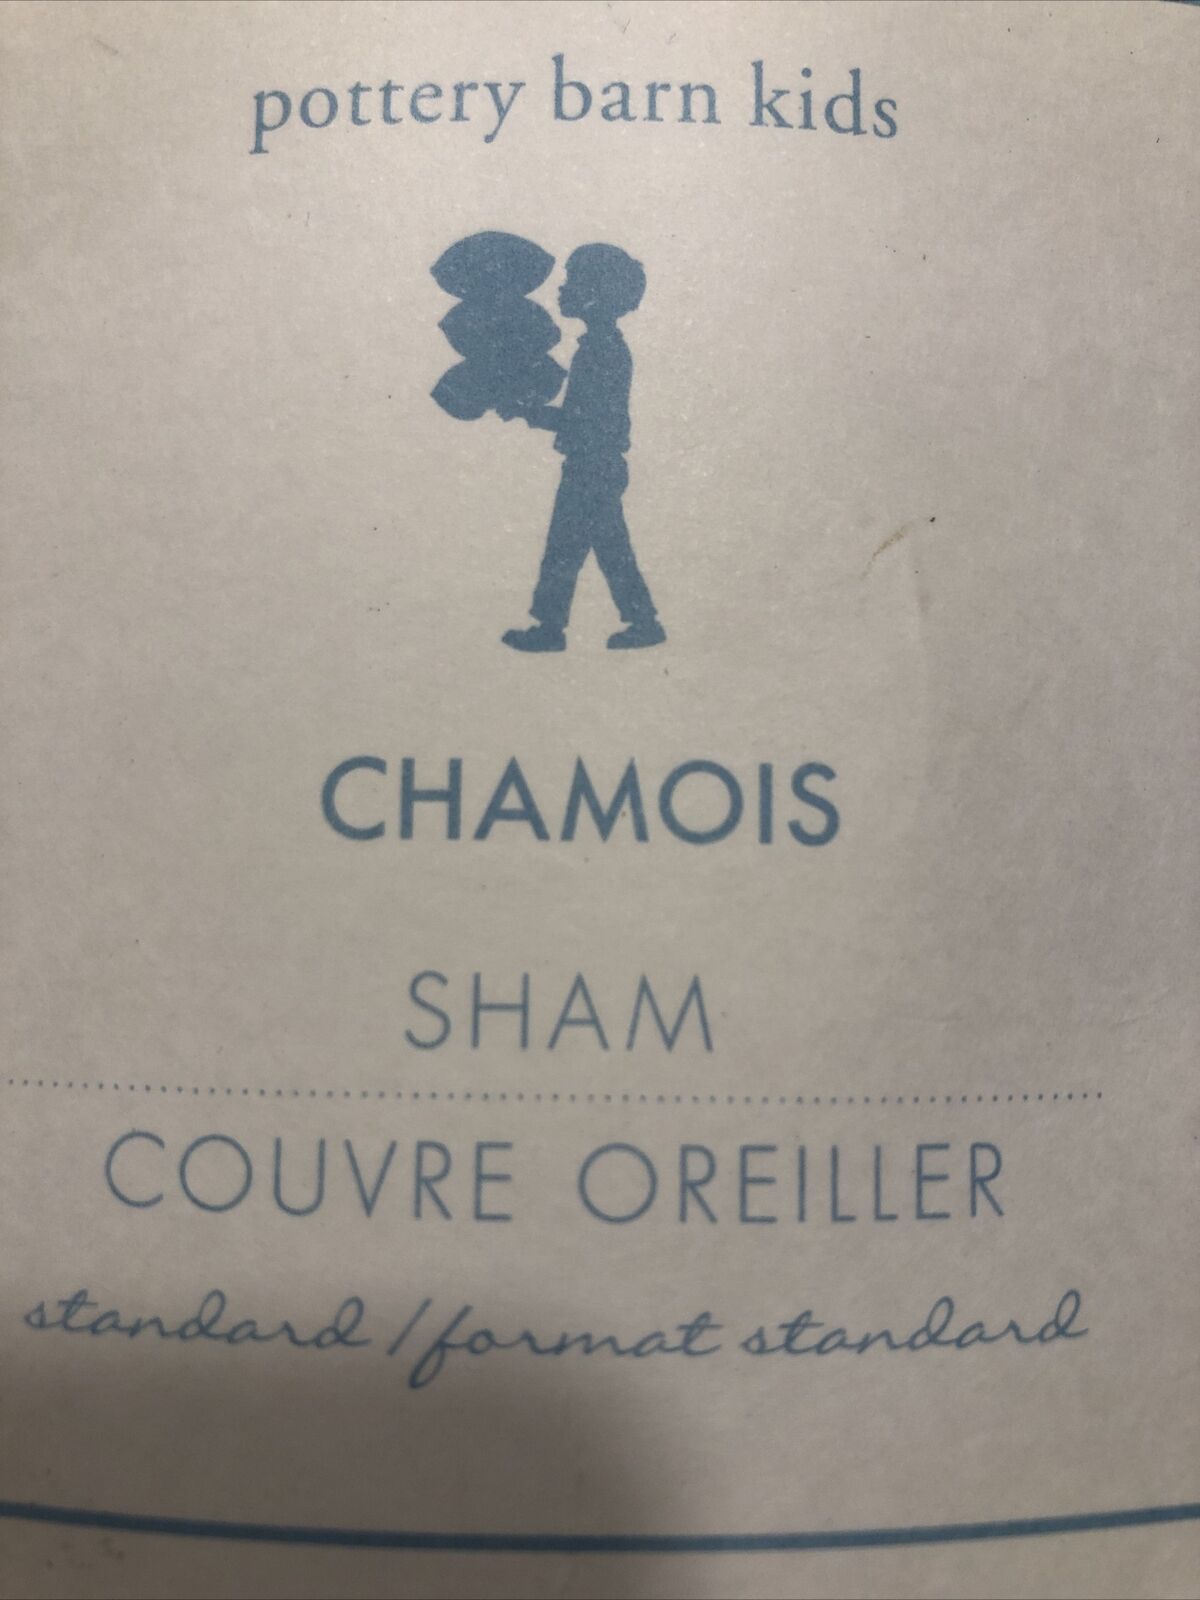 pottery barn kids
CHAMOIS
SHAM
COUVRE OREILLER
standard / format standard